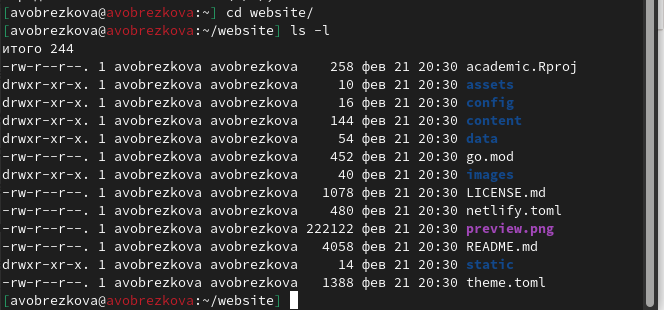 [avobrezkova@avobrezkova:~] cd website/
[avobrezkova@avobrezkova:~/website] ls -l
итого 244
-rw-r--r--. 1 avobrezkova avobrezkova    258 фев 21 20:30 academic.Rproj
drwxr-xr-x. 1 avobrezkova avobrezkova     10 фев 21 20:30 assets
drwxr-xr-x. 1 avobrezkova avobrezkova     16 фев 21 20:30 config
drwxr-xr-x. 1 avobrezkova avobrezkova    144 фев 21 20:30 content
drwxr-xr-x. 1 avobrezkova avobrezkova     54 фев 21 20:30 data
-rw-r--r--. 1 avobrezkova avobrezkova    452 фев 21 20:30 go.mod
drwxr-xr-x. 1 avobrezkova avobrezkova     40 фев 21 20:30 images
-rw-r--r--. 1 avobrezkova avobrezkova   1078 фев 21 20:30 LICENSE.md
-rw-r--r--. 1 avobrezkova avobrezkova    480 фев 21 20:30 netlify.toml
-rw-r--r--. 1 avobrezkova avobrezkova 222122 фев 21 20:30 preview.png
-rw-r--r--. 1 avobrezkova avobrezkova   4058 фев 21 20:30 README.md
drwxr-xr-x. 1 avobrezkova avobrezkova     14 фев 21 20:30 static
-rw-r--r--. 1 avobrezkova avobrezkova   1388 фев 21 20:30 theme.toml
[avobrezkova@avobrezkova:~/website]